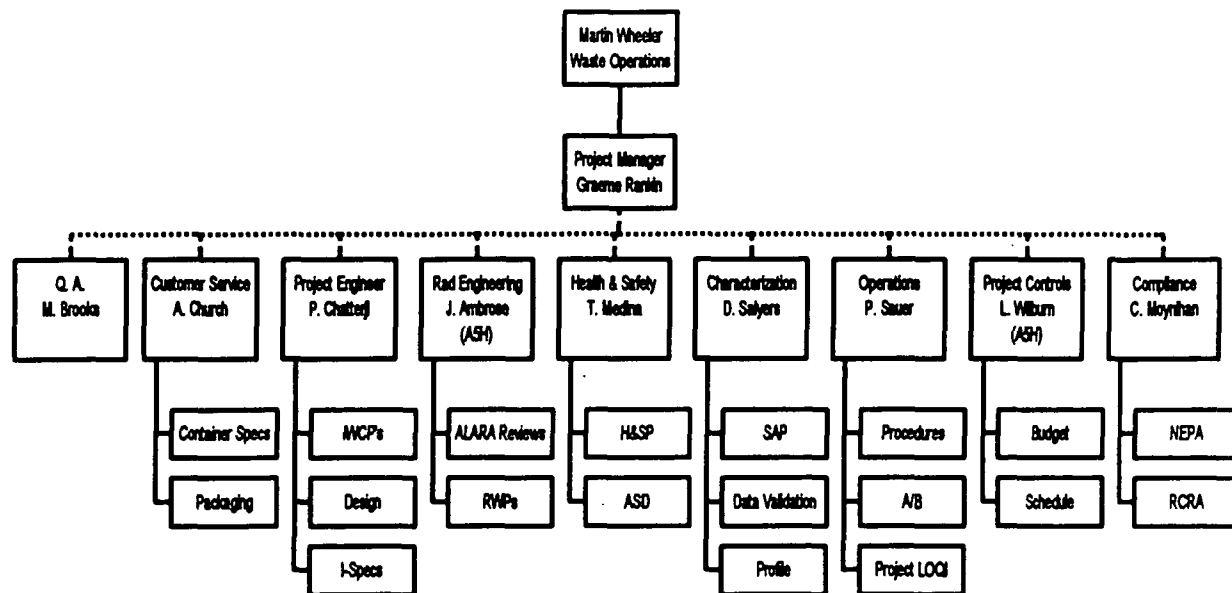 Martin Wheeler
Waste Operations
Project Manager
Graeme Rankin
Q. A.
M. Brooks
Customer Service
A. Church
Project Engineer
P. Chatterji
Rad Engineering
J. Ambrose
(ASH)
Health & Safety
T. Medina
Characterization
D. Salyers
Operations
P. Sauer
Project Controls
L. Wilburn
(ASH)
Compliance
C. Moynihan
Container Specs
IWCP's
ALARA Reviews
H&SP
SAP
Procedures
Budget
NEPA
Packaging
Design
RWPs
ASD
Data Validation
A/B
Schedule
RCRA
I-Specs
Profile
Project